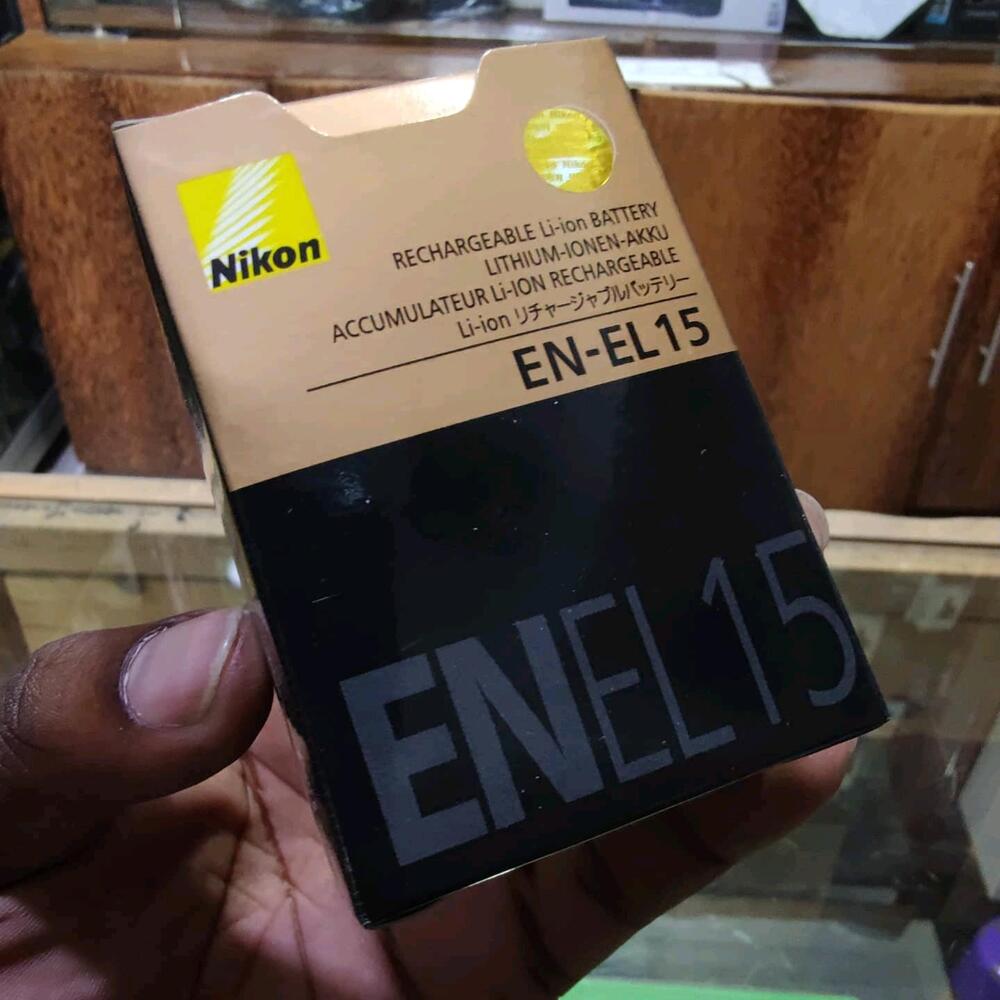 Nikon
RECHARGEABLE Li-ion BATTERY
LITHIUM-IONEN-AKKU
ACCUMULATEUR Li-ION RECHARGEABLE
Li-ion リチャージャブルバッテリー
EN-EL15
ENEL15